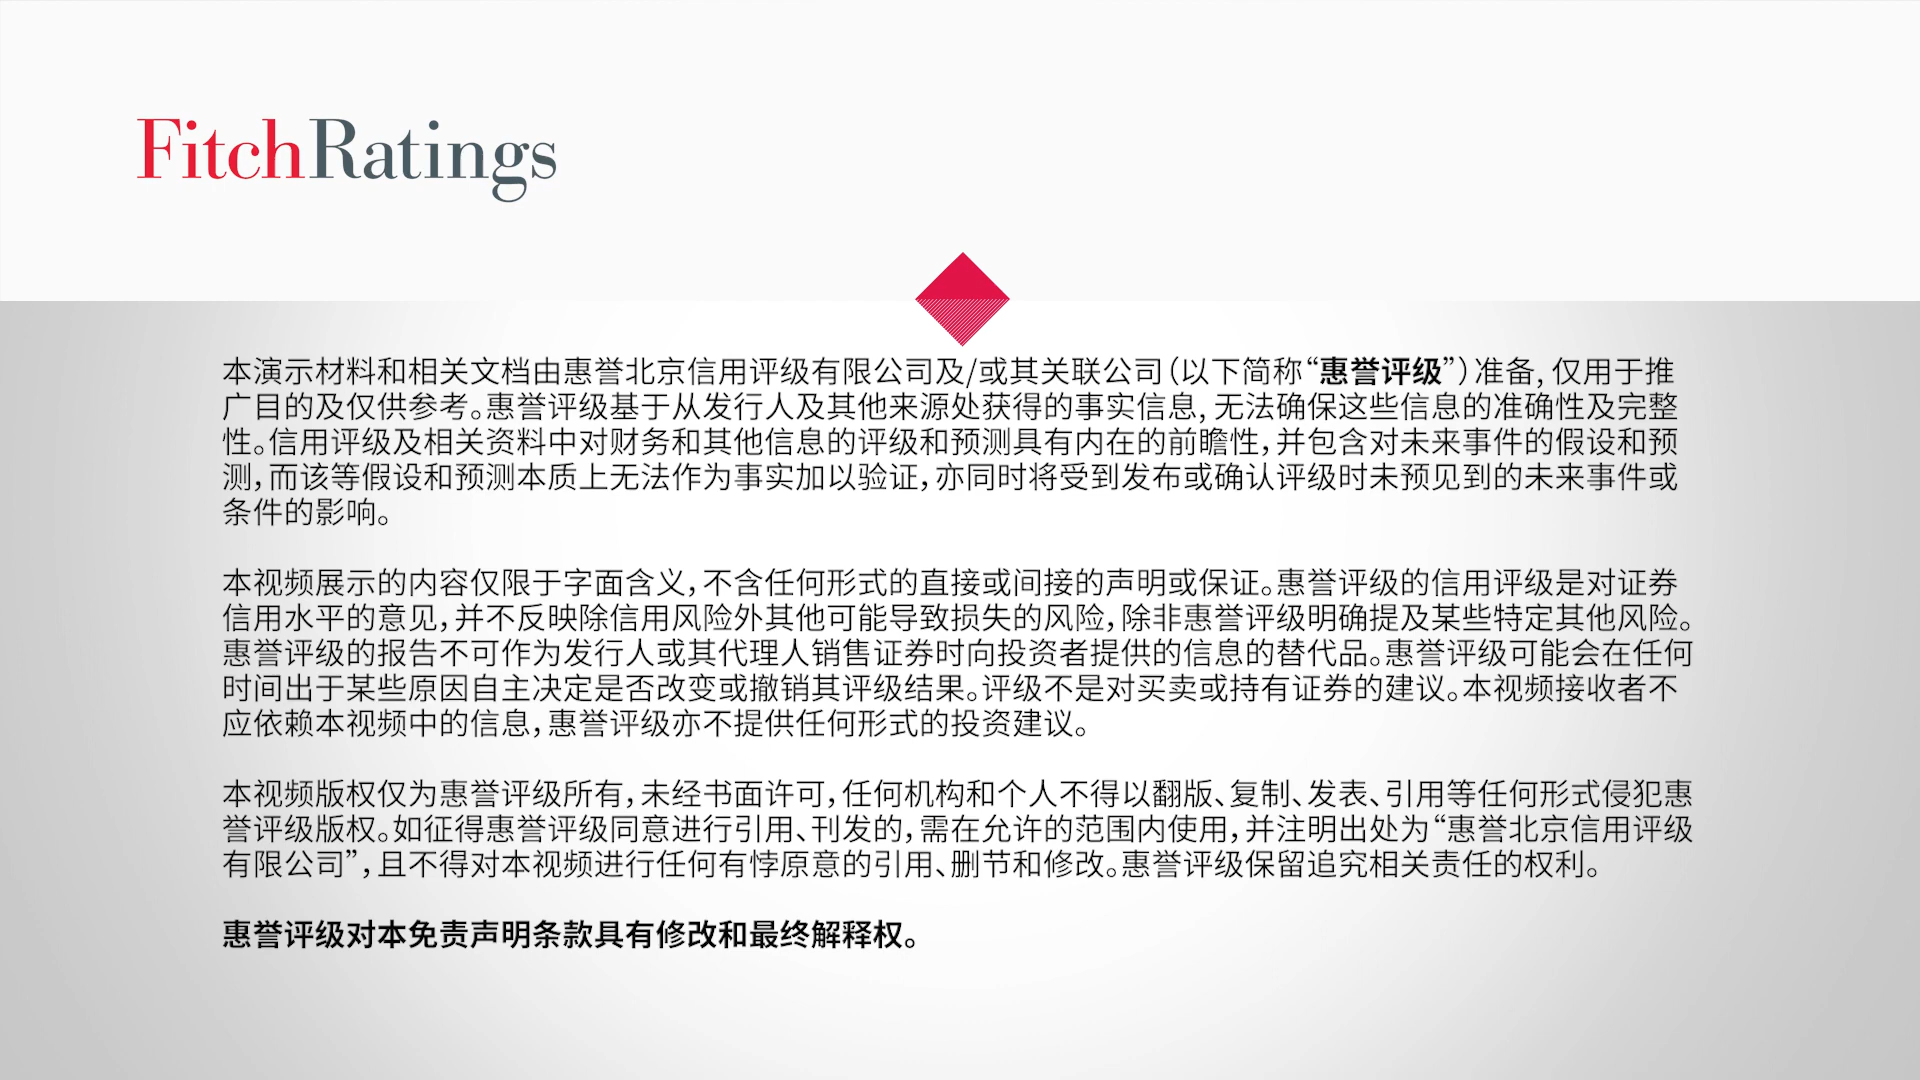 FitchRatings
本演示材料和相关文档由惠誉北京信用评级有限公司及/或其关联公司（以下简称“惠誉评级”）准备，仅用于推
广目的及仅供参考。惠誉评级基于从发行人及其他来源处获得的事实信息，无法确保这些信息的准确性及完整
性。信用评级及相关资料中对财务和其他信息的评级和预测具有内在的前瞻性，并包含对未来事件的假设和预
测，而该等假设和预测本质上无法作为事实加以验证，亦同时将受到发布或确认评级时未预见到的未来事件或
条件的影响。
本视频展示的内容仅限于字面含义，不含任何形式的直接或间接的声明或保证。惠誉评级的信用评级是对证券
信用水平的意见，并不反映除信用风险外其他可能导致损失的风险，除非惠誉评级明确提及某些特定其他风险。
惠誉评级的报告不可作为发行人或其代理人销售证券时向投资者提供的信息的替代品。惠誉评级可能会在任何
时间出于某些原因自主决定是否改变或撤销其评级结果。评级不是对买卖或持有证券的建议。本视频接收者不
应依赖本视频中的信息，惠誉评级亦不提供任何形式的投资建议。
本视频版权仅为惠誉评级所有，未经书面许可，任何机构和个人不得以翻版、复制、发表、引用等任何形式侵犯惠
誉评级版权。如征得惠誉评级同意进行引用、刊发的，需在允许的范围内使用，并注明出处为“惠誉北京信用评级
有限公司”，且不得对本视频进行任何有悖原意的引用、删节和修改。惠誉评级保留追究相关责任的权利。
惠誉评级对本免责声明条款具有修改和最终解释权。